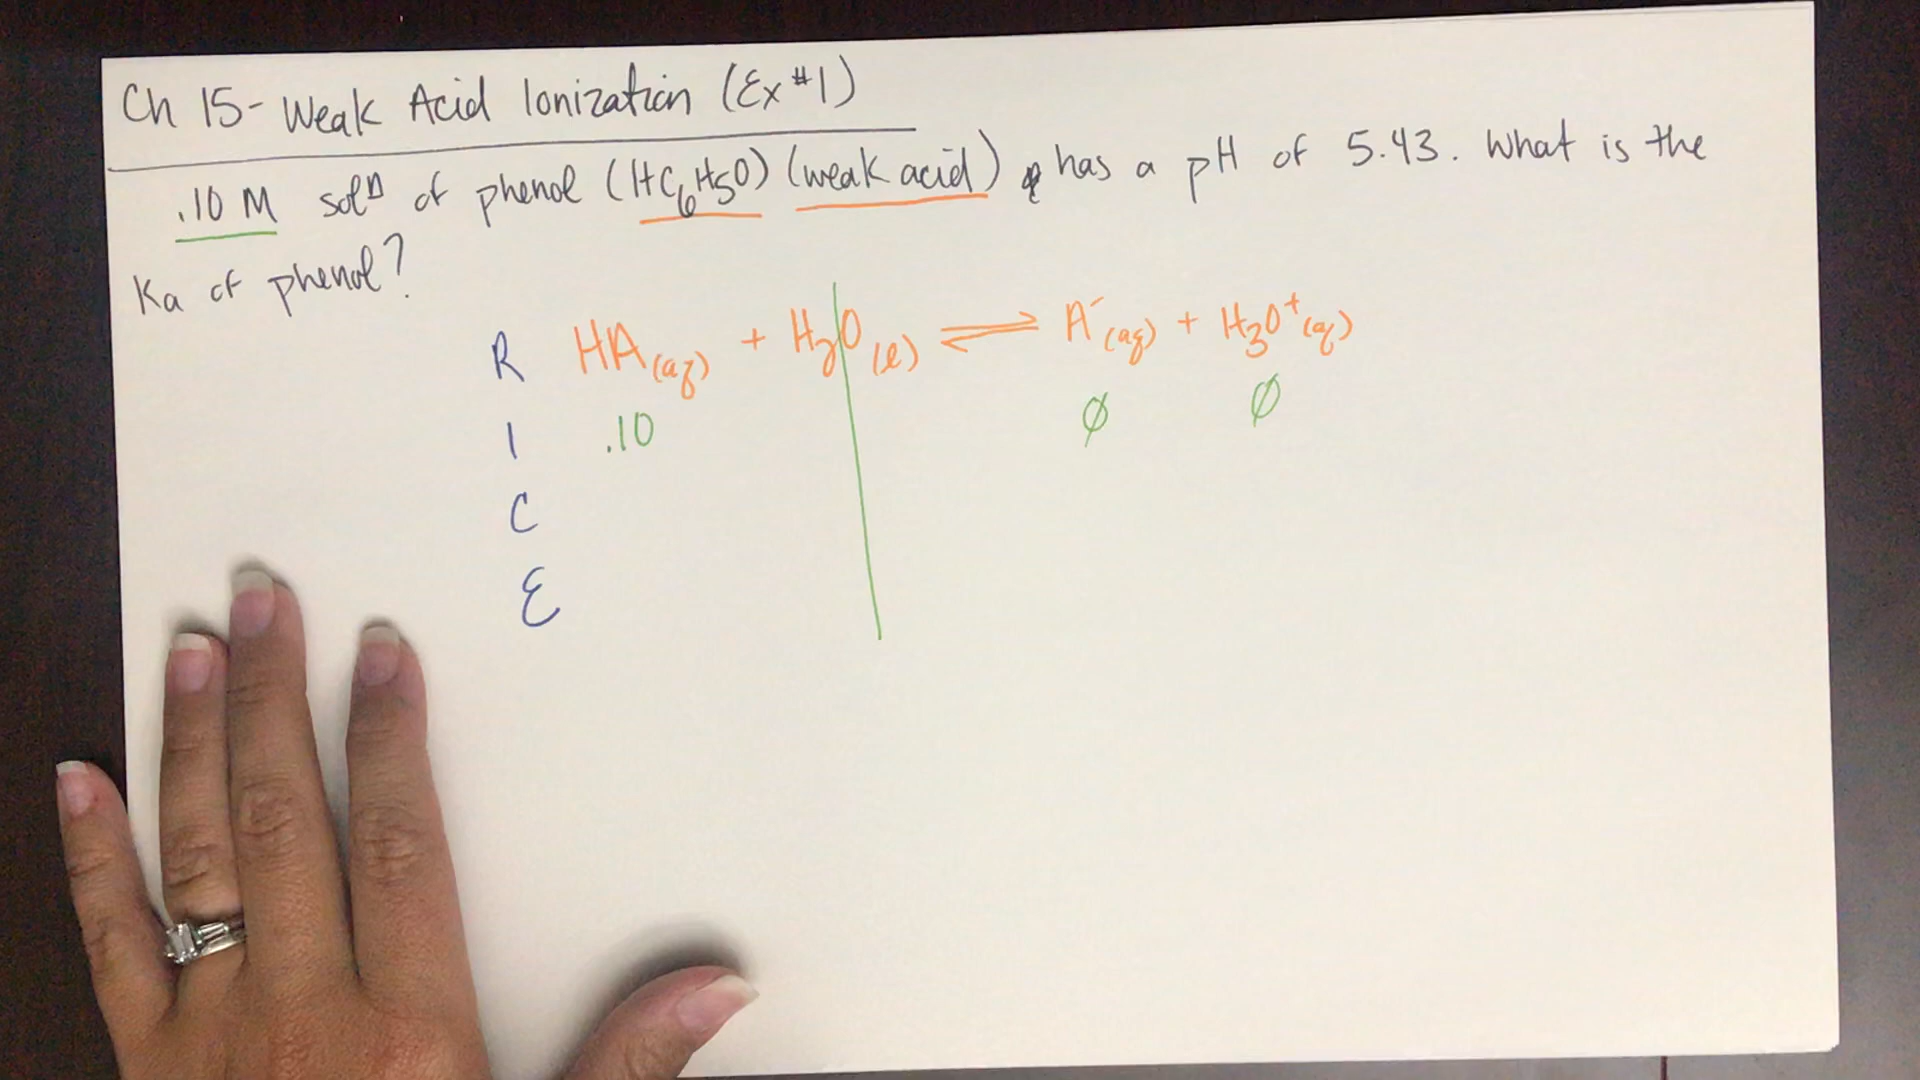 Ch 15- Weak Acid Ionization (Ex #1)
.10 M solⁿ of phenol (HC₆H₅O) (weak acid) has a pH of 5.43. What is the
Ka of phenol?
R HA(aq) + H₂O(l) ⇌ A⁻(aq) + H₃O⁺(aq)
I .10 ∅ ∅
C
E